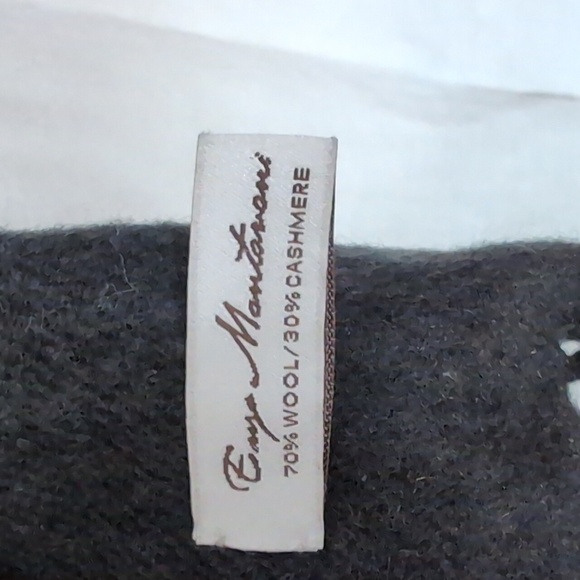 Enzo Mantovani
70% WOOL/30% CASHMERE